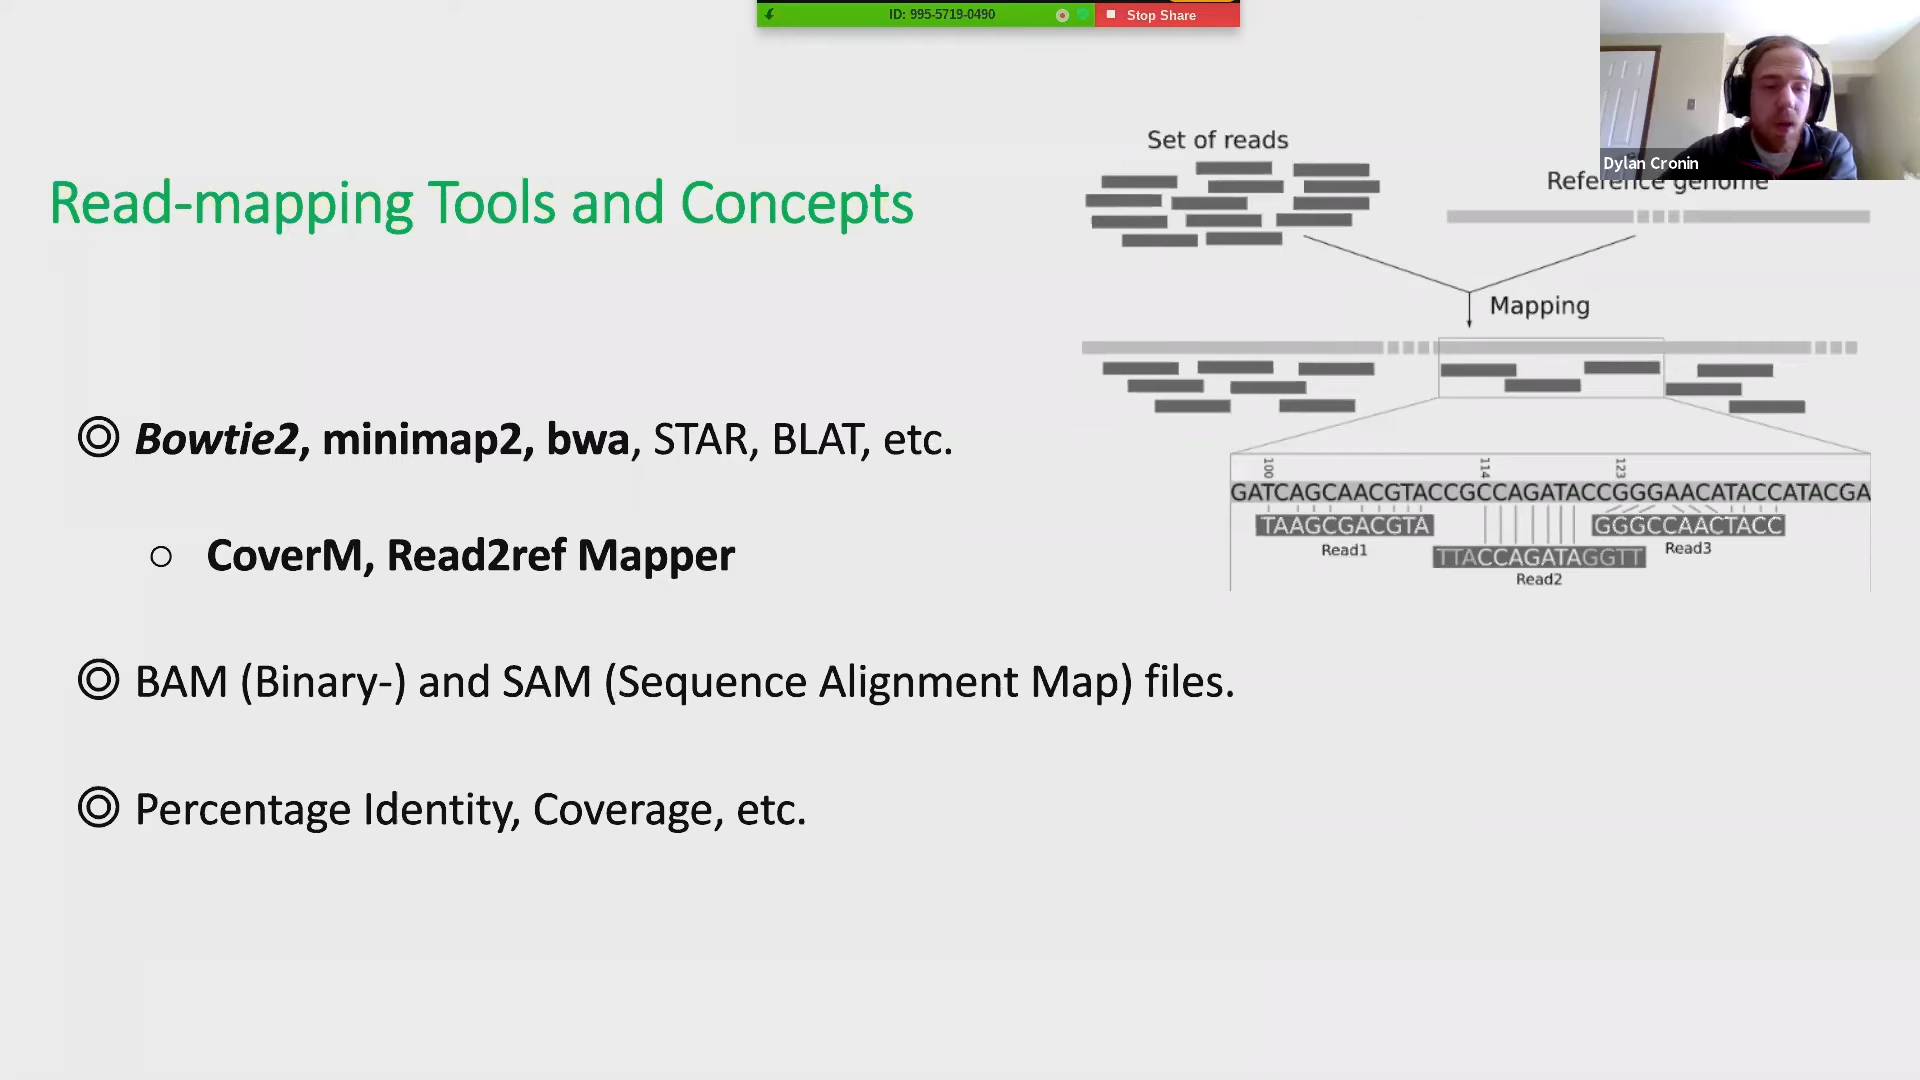 ID: 995-5719-0490
Stop Share
Dylan Cronin
Read-mapping Tools and Concepts
Set of reads
Reference genome
Mapping
◎ Bowtie2, minimap2, bwa, STAR, BLAT, etc.
○ CoverM, Read2ref Mapper
◎ BAM (Binary-) and SAM (Sequence Alignment Map) files.
◎ Percentage Identity, Coverage, etc.
100 114 123
GATCAGCAACGTACCGCCAGATACCGGGAACATACCATACGA
TAAGCGACGTA
GGGCCAACTACC
Read1
Read3
TTACCAGATAGGTT
Read2